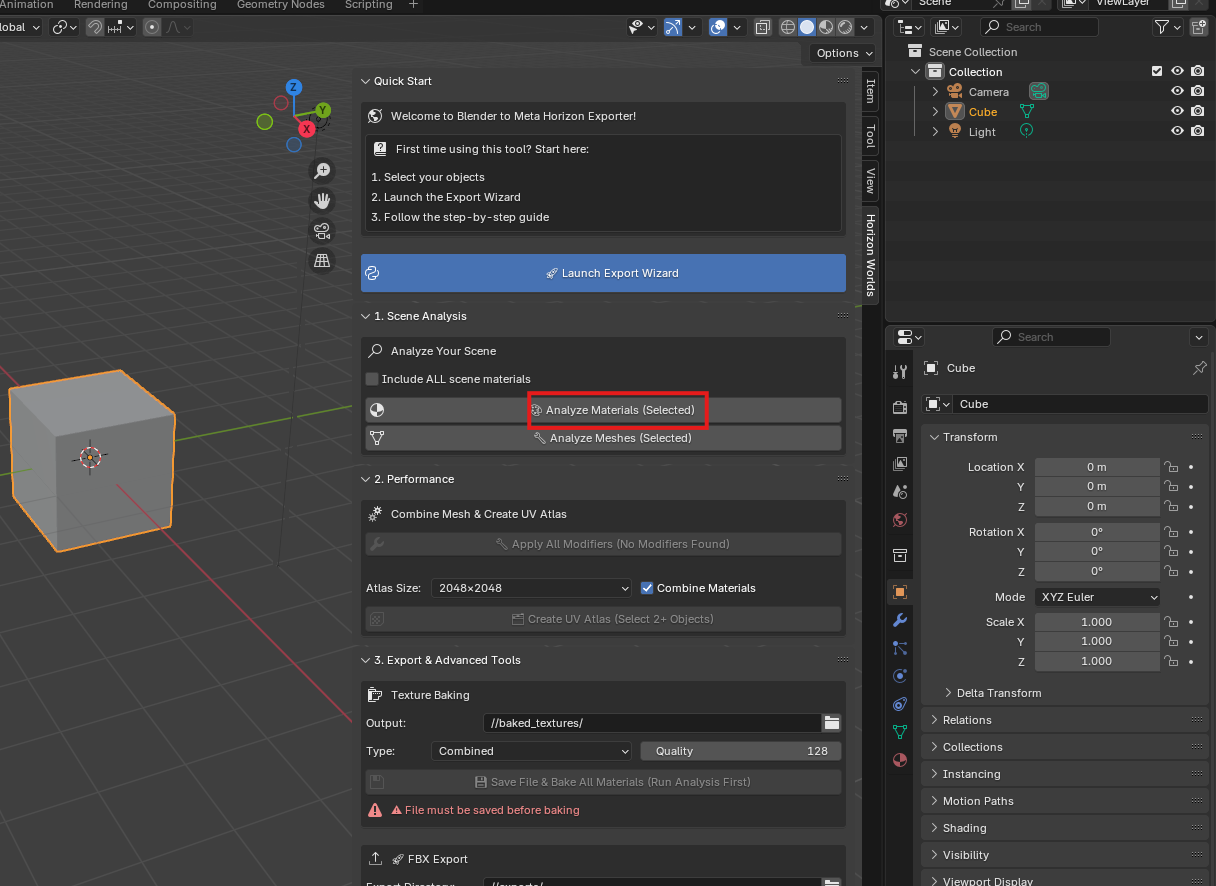 Animation Rendering Compositing Geometry Nodes Scripting +
Scene
ViewLayer
lobal
Options
Search
Z
Y
X
Item
Tool
View
Horizon Worlds
Quick Start
Welcome to Blender to Meta Horizon Exporter!
First time using this tool? Start here:
1. Select your objects
2. Launch the Export Wizard
3. Follow the step-by-step guide
Launch Export Wizard
1. Scene Analysis
Analyze Your Scene
Include ALL scene materials
Analyze Materials (Selected)
Analyze Meshes (Selected)
2. Performance
Combine Mesh & Create UV Atlas
Apply All Modifiers (No Modifiers Found)
Atlas Size: 2048×2048 Combine Materials
Create UV Atlas (Select 2+ Objects)
3. Export & Advanced Tools
Texture Baking
Output: //baked_textures/
Type: Combined Quality 128
Save File & Bake All Materials (Run Analysis First)
File must be saved before baking
FBX Export
Export Directory: //exports/
Scene Collection
Collection
Camera
Cube
Light
Search
Cube
Cube
Transform
Location X 0 m
Y 0 m
Z 0 m
Rotation X 0°
Y 0°
Z 0°
Mode XYZ Euler
Scale X 1.000
Y 1.000
Z 1.000
Delta Transform
Relations
Collections
Instancing
Motion Paths
Shading
Visibility
Viewport Display